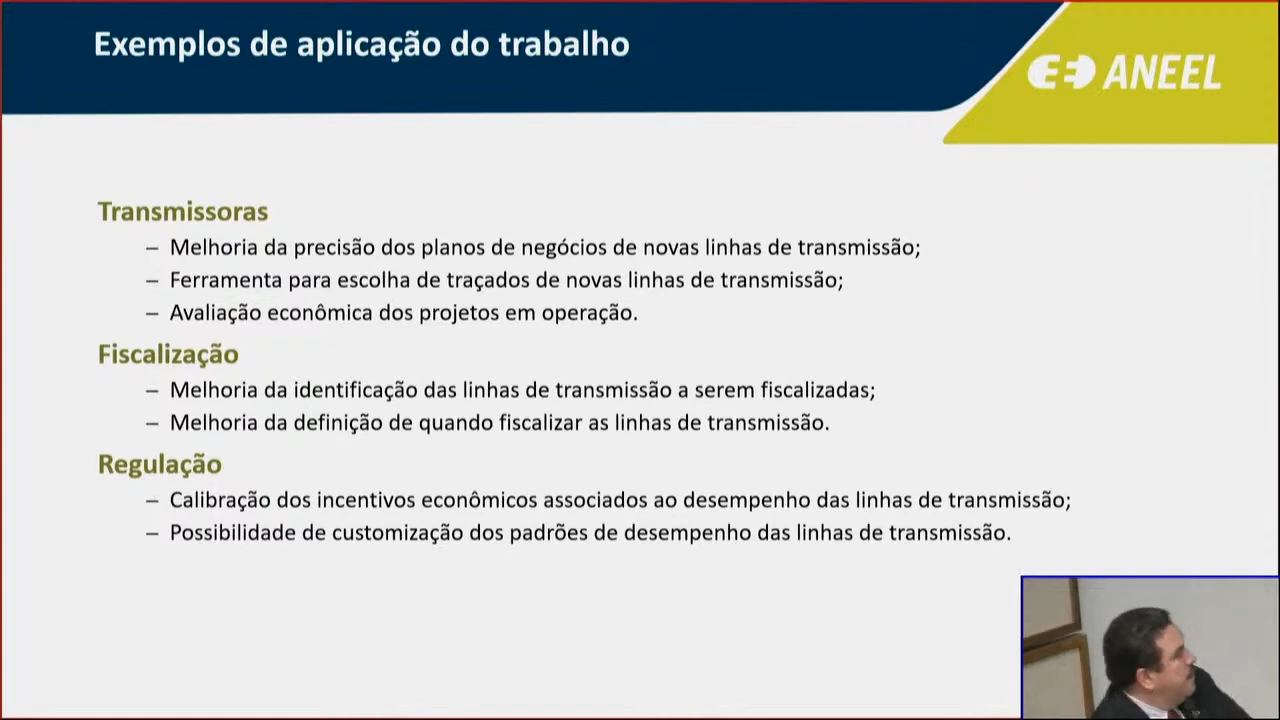 Exemplos de aplicação do trabalho
ANEEL
Transmissoras
– Melhoria da precisão dos planos de negócios de novas linhas de transmissão;
– Ferramenta para escolha de traçados de novas linhas de transmissão;
– Avaliação econômica dos projetos em operação.
Fiscalização
– Melhoria da identificação das linhas de transmissão a serem fiscalizadas;
– Melhoria da definição de quando fiscalizar as linhas de transmissão.
Regulação
– Calibração dos incentivos econômicos associados ao desempenho das linhas de transmissão;
– Possibilidade de customização dos padrões de desempenho das linhas de transmissão.